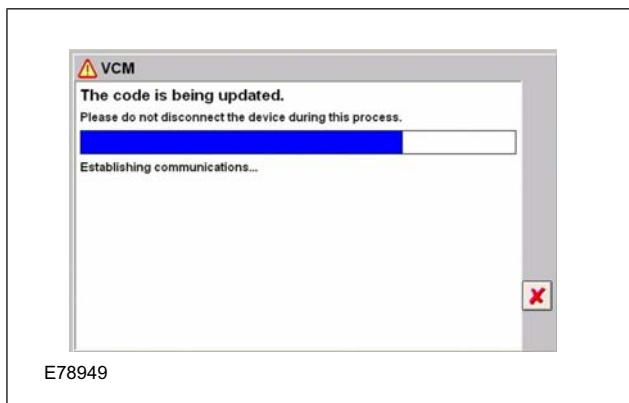 VCM
The code is being updated.
Please do not disconnect the device during this process.
Establishing communications...
E78949